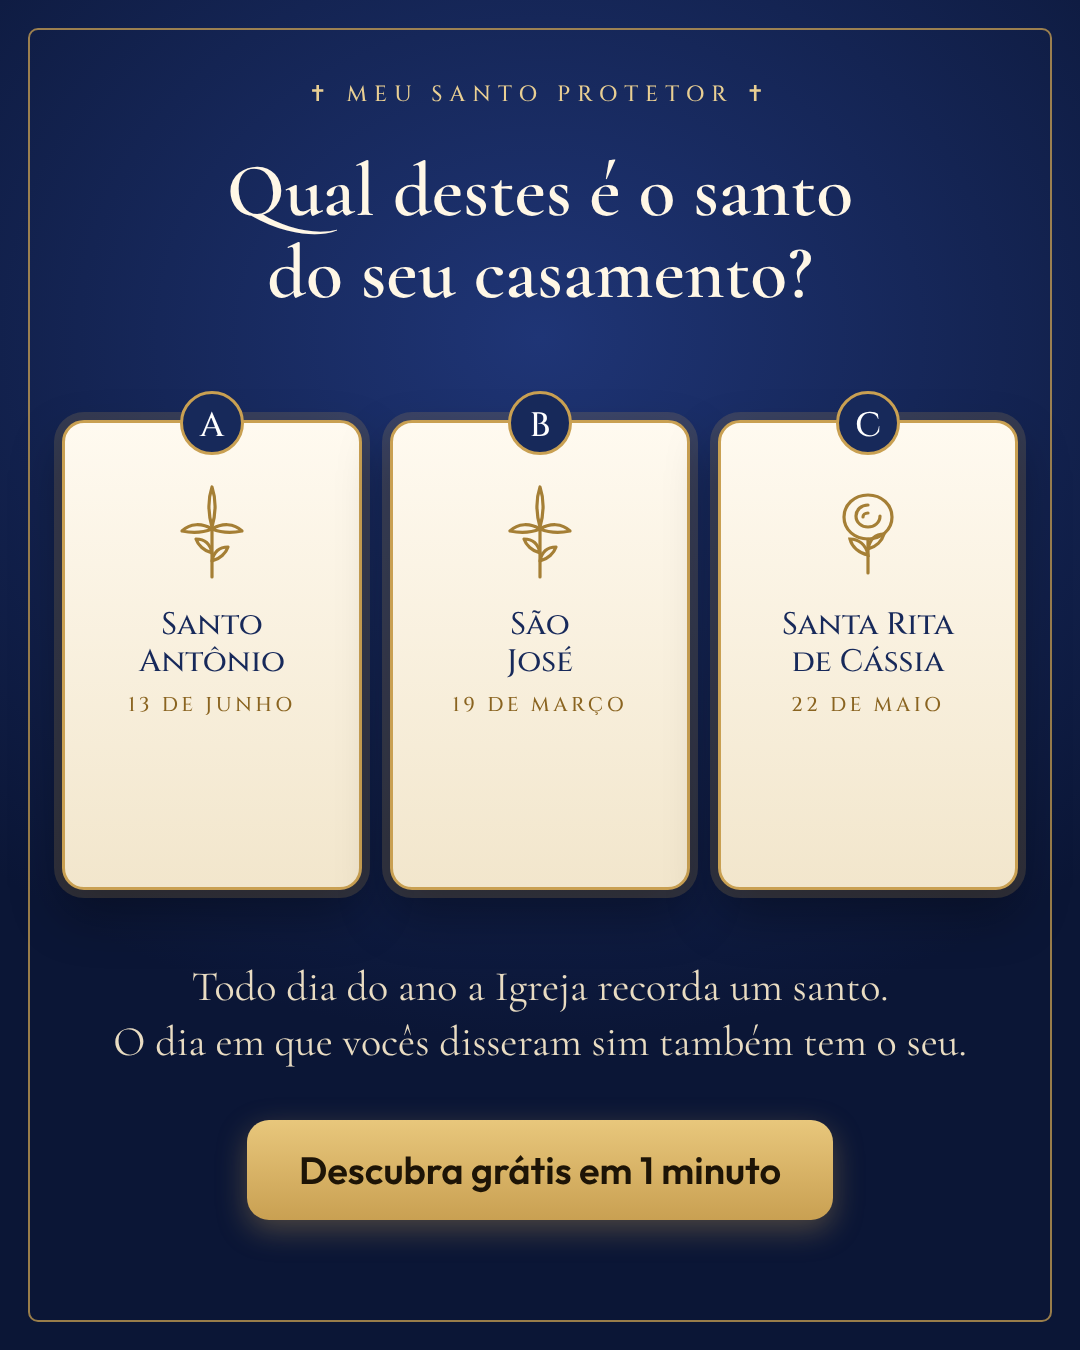 ✝ MEU SANTO PROTETOR ✝
Qual destes é o santo
do seu casamento?
A
B
C
SANTO
ANTÔNIO
13 DE JUNHO
SÃO
JOSÉ
19 DE MARÇO
SANTA RITA
DE CÁSSIA
22 DE MAIO
Todo dia do ano a Igreja recorda um santo.
O dia em que vocês disseram sim também tem o seu.
Descubra grátis em 1 minuto